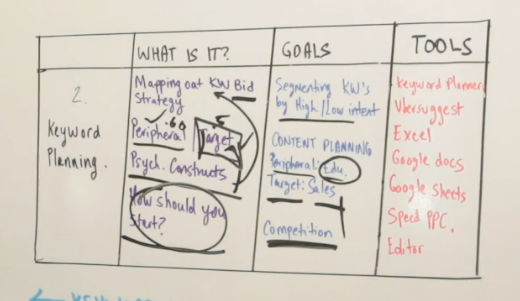 WHAT IS IT?
GOALS
TOOLS
2.
Keyword
Planning.
Mapping out KW Bid
Strategy
.60
Peripheral Target
Psych. Constructs
How should you
start?
Segmenting KW's
by High/Low intent
CONTENT PLANNING
Peripheral: Edu.
Target: Sales
Competition
Keyword Planner
Ubersuggest
Excel
Google docs
Google Sheets
Speed PPC.
Editor